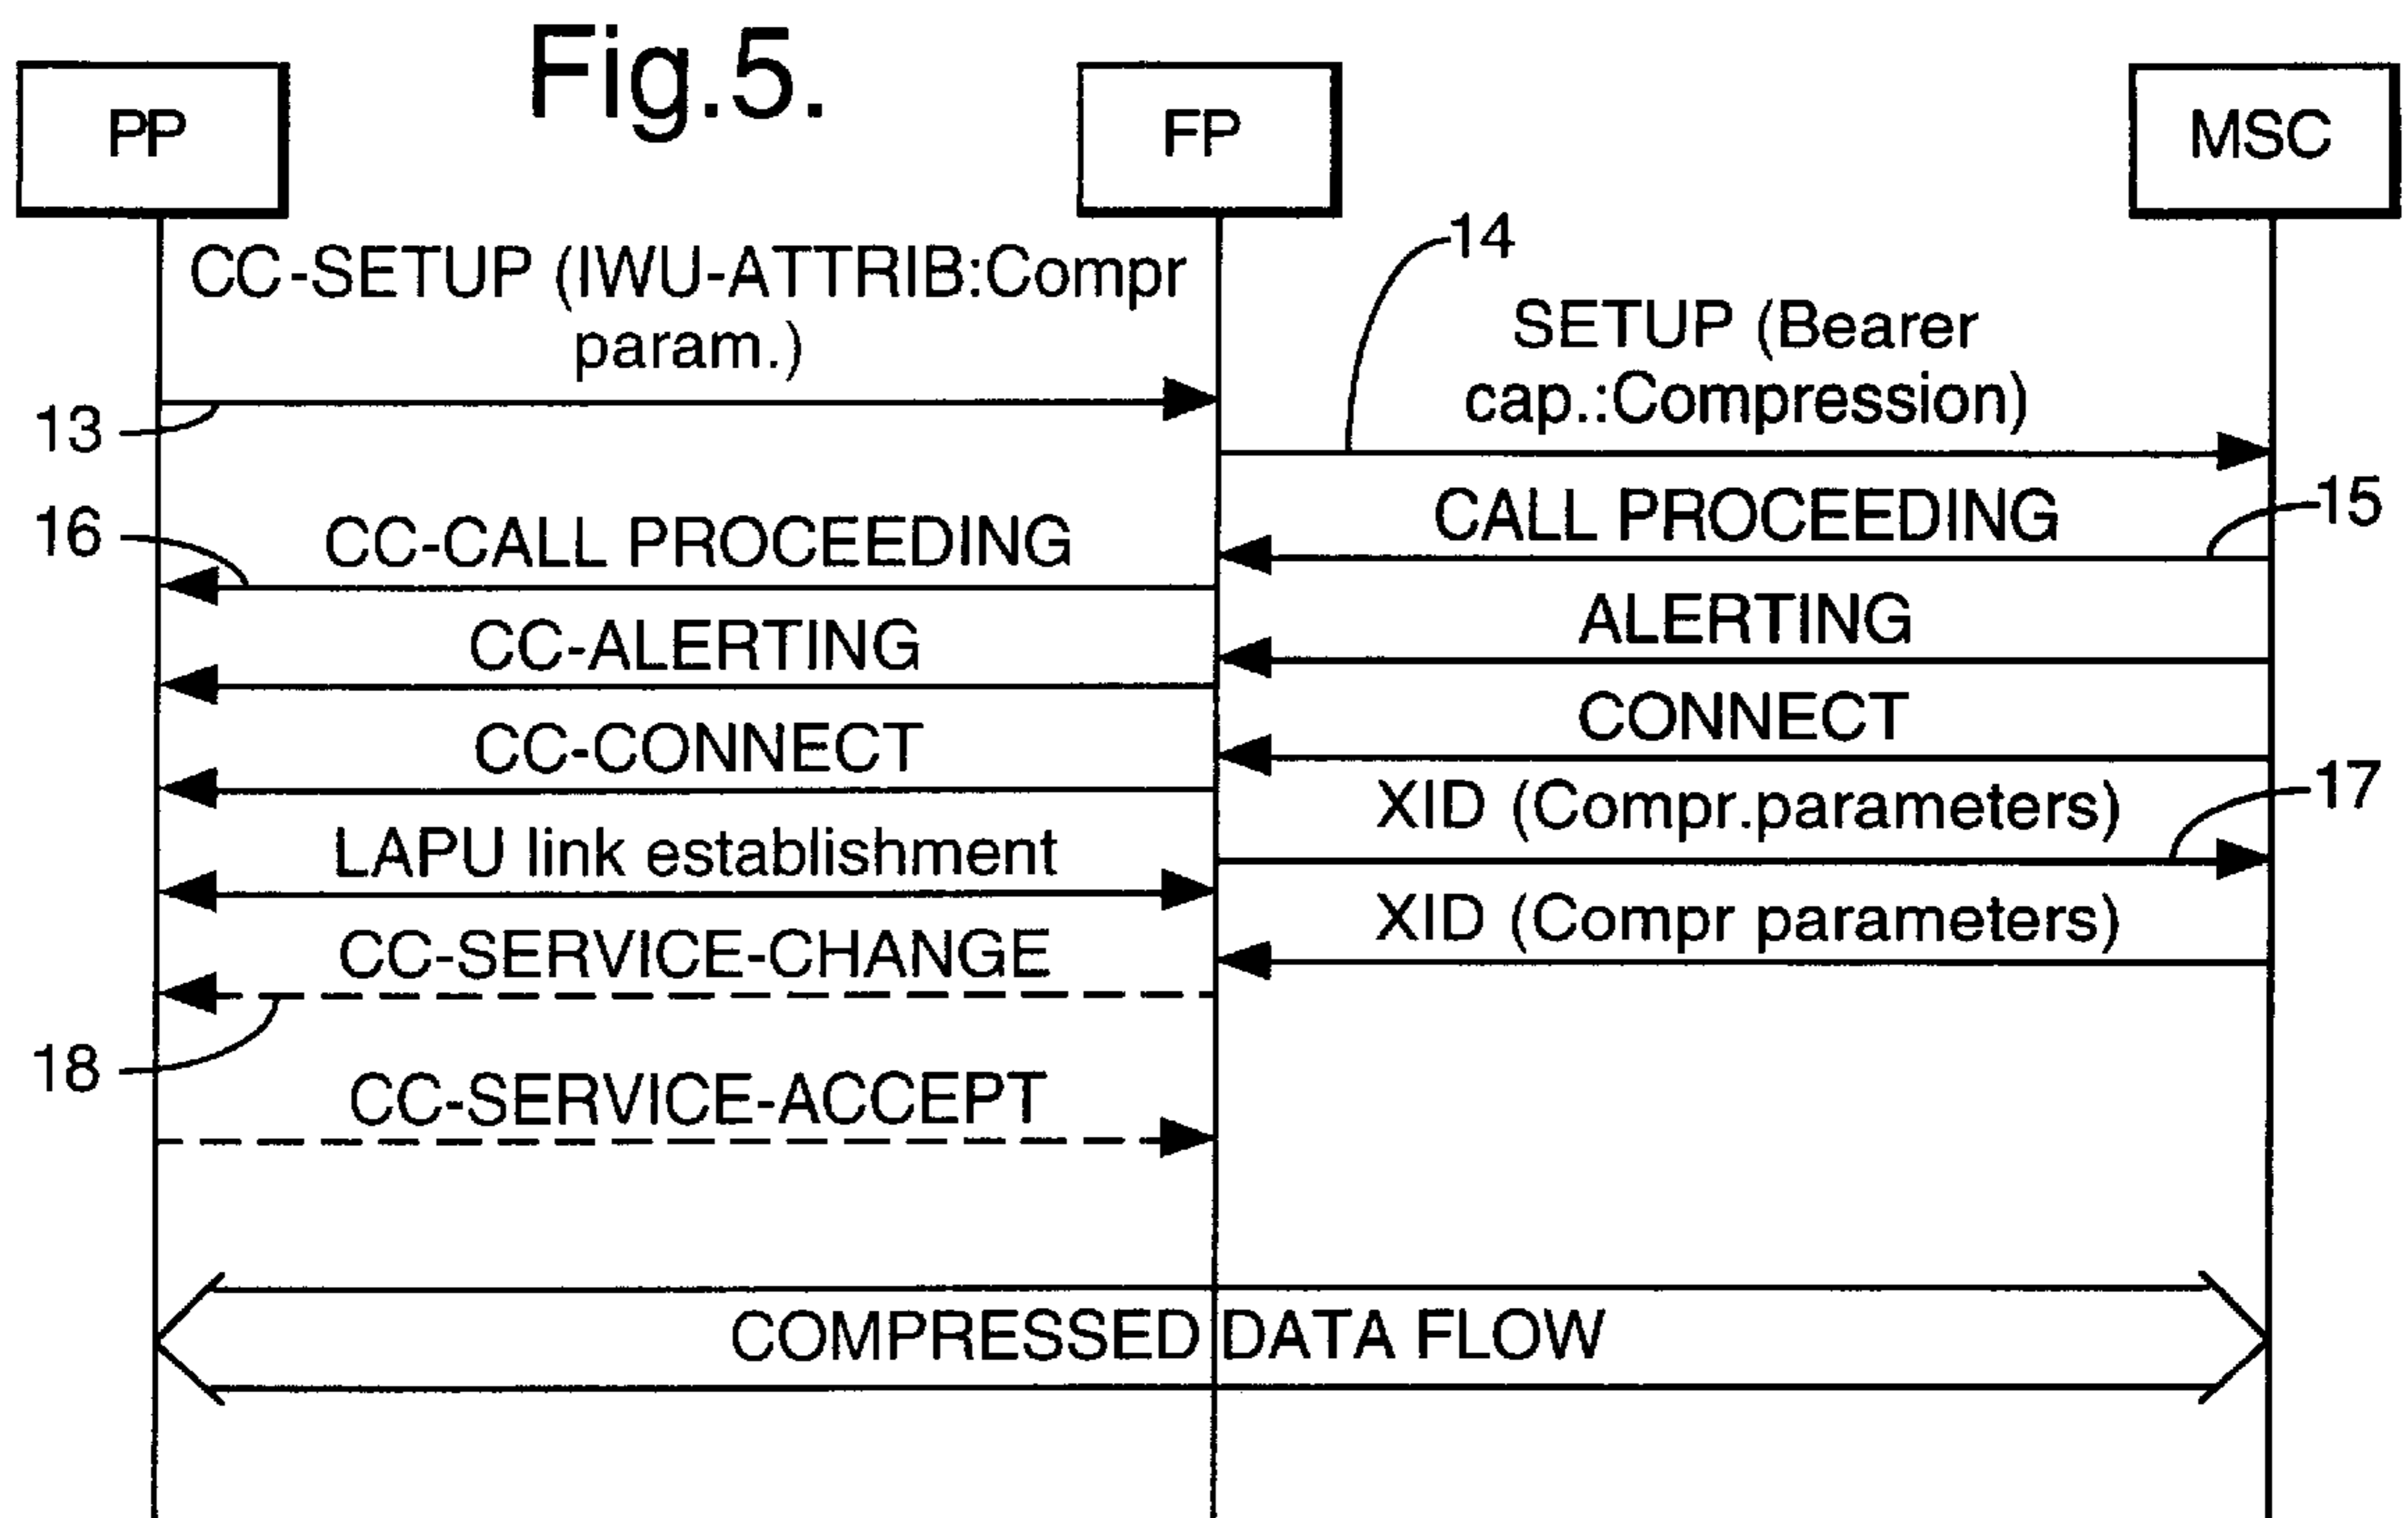 Fig.5.
PP
FP
MSC
CC-SETUP (IWU-ATTRIB:Compr
param.)
14
SETUP (Bearer
cap.:Compression)
13
CALL PROCEEDING
15
16
CC-CALL PROCEEDING
ALERTING
CC-ALERTING
CONNECT
CC-CONNECT
XID (Compr.parameters)
17
LAPU link establishment
XID (Compr parameters)
CC-SERVICE-CHANGE
18
CC-SERVICE-ACCEPT
COMPRESSED DATA FLOW